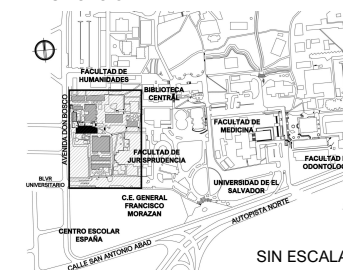 FACULTAD DE
HUMANIDADES
BIBLIOTECA
CENTRAL
AVENIDA DON BOSCO
FACULTAD DE
MEDICINA
FACULTAD DE
JURISPRUDENCIA
FACULTAD
ODONTOLOG
BLVR
UNIVERSITARIO
UNIVERSIDAD DE EL
SALVADOR
C.E. GENERAL
FRANCISCO
MORAZAN
AUTOPISTA NORTE
CENTRO ESCOLAR
ESPAÑA
CALLE SAN ANTONIO ABAD
SIN ESCALA